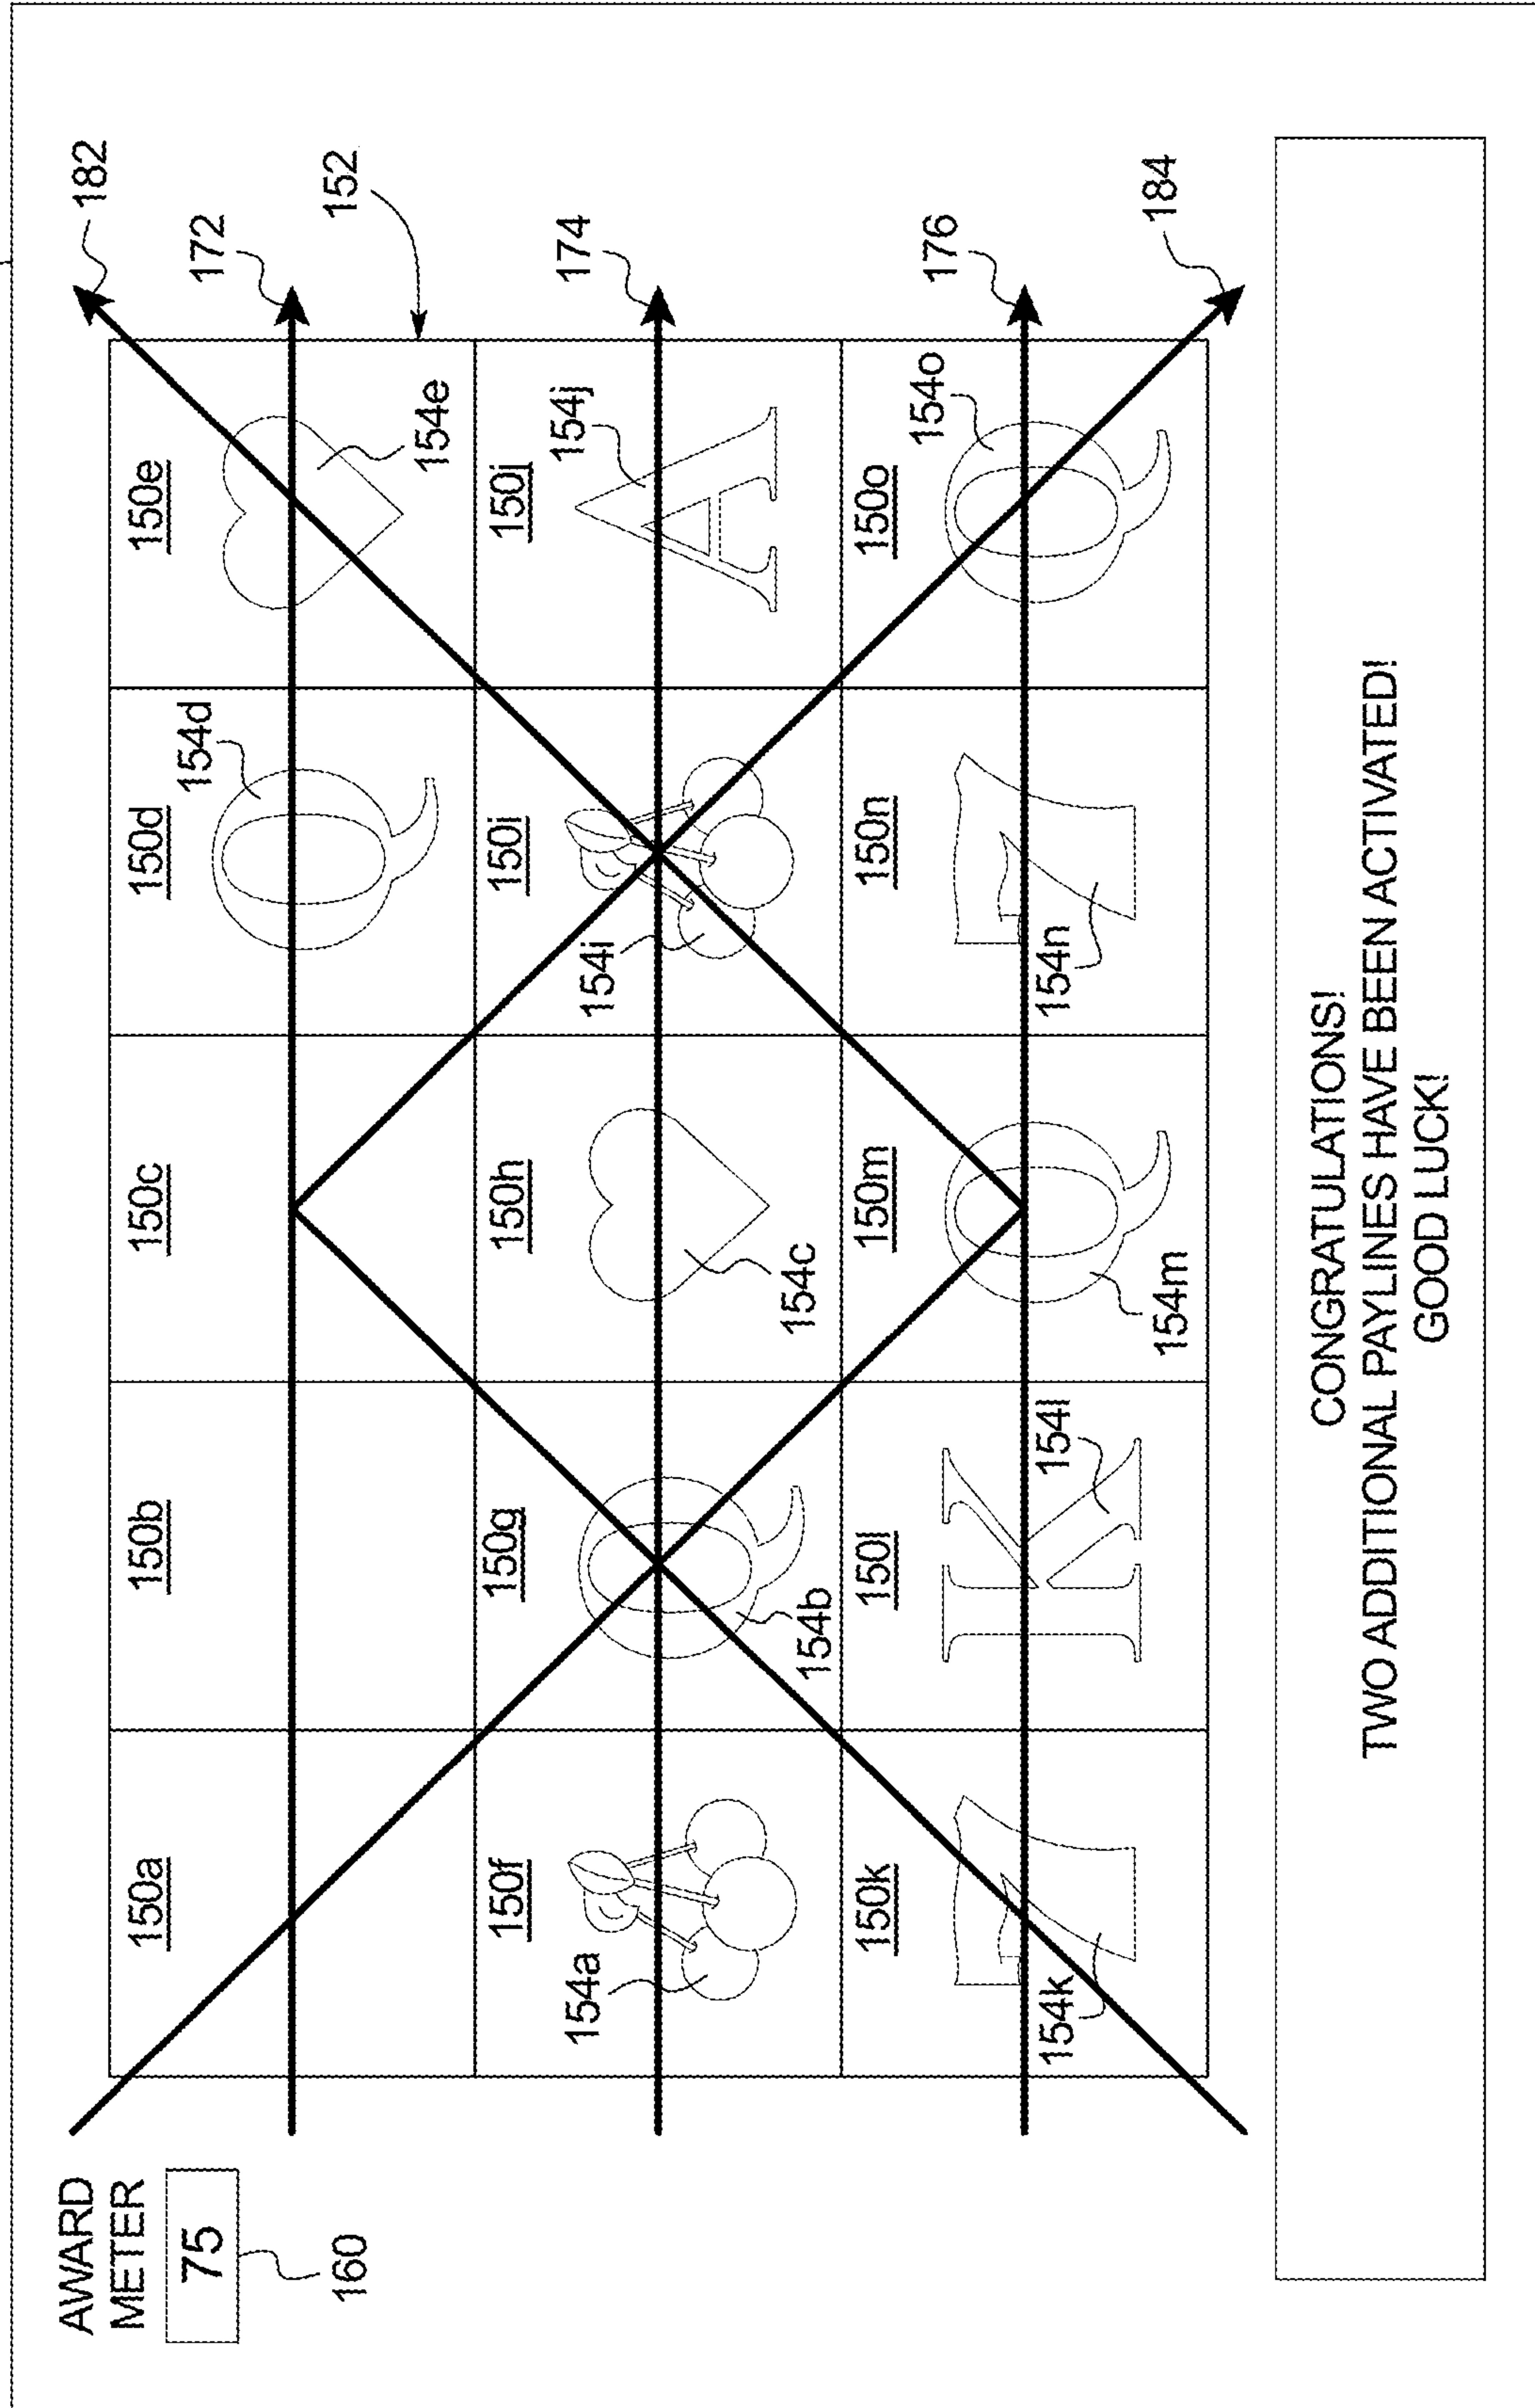 AWARD
METER
75
160
182
172
152
174
176
184
150a
150b
150c
150d
154d
150e
154e
150f
154a
150g
154b
150h
154c
150i
154i
150j
154j
150k
154k
150l
154l
150m
154m
150n
154n
150o
154o
A
K
Q
Q
Q
Q
7
7
CONGRATULATIONS!
TWO ADDITIONAL PAYLINES HAVE BEEN ACTIVATED!
GOOD LUCK!